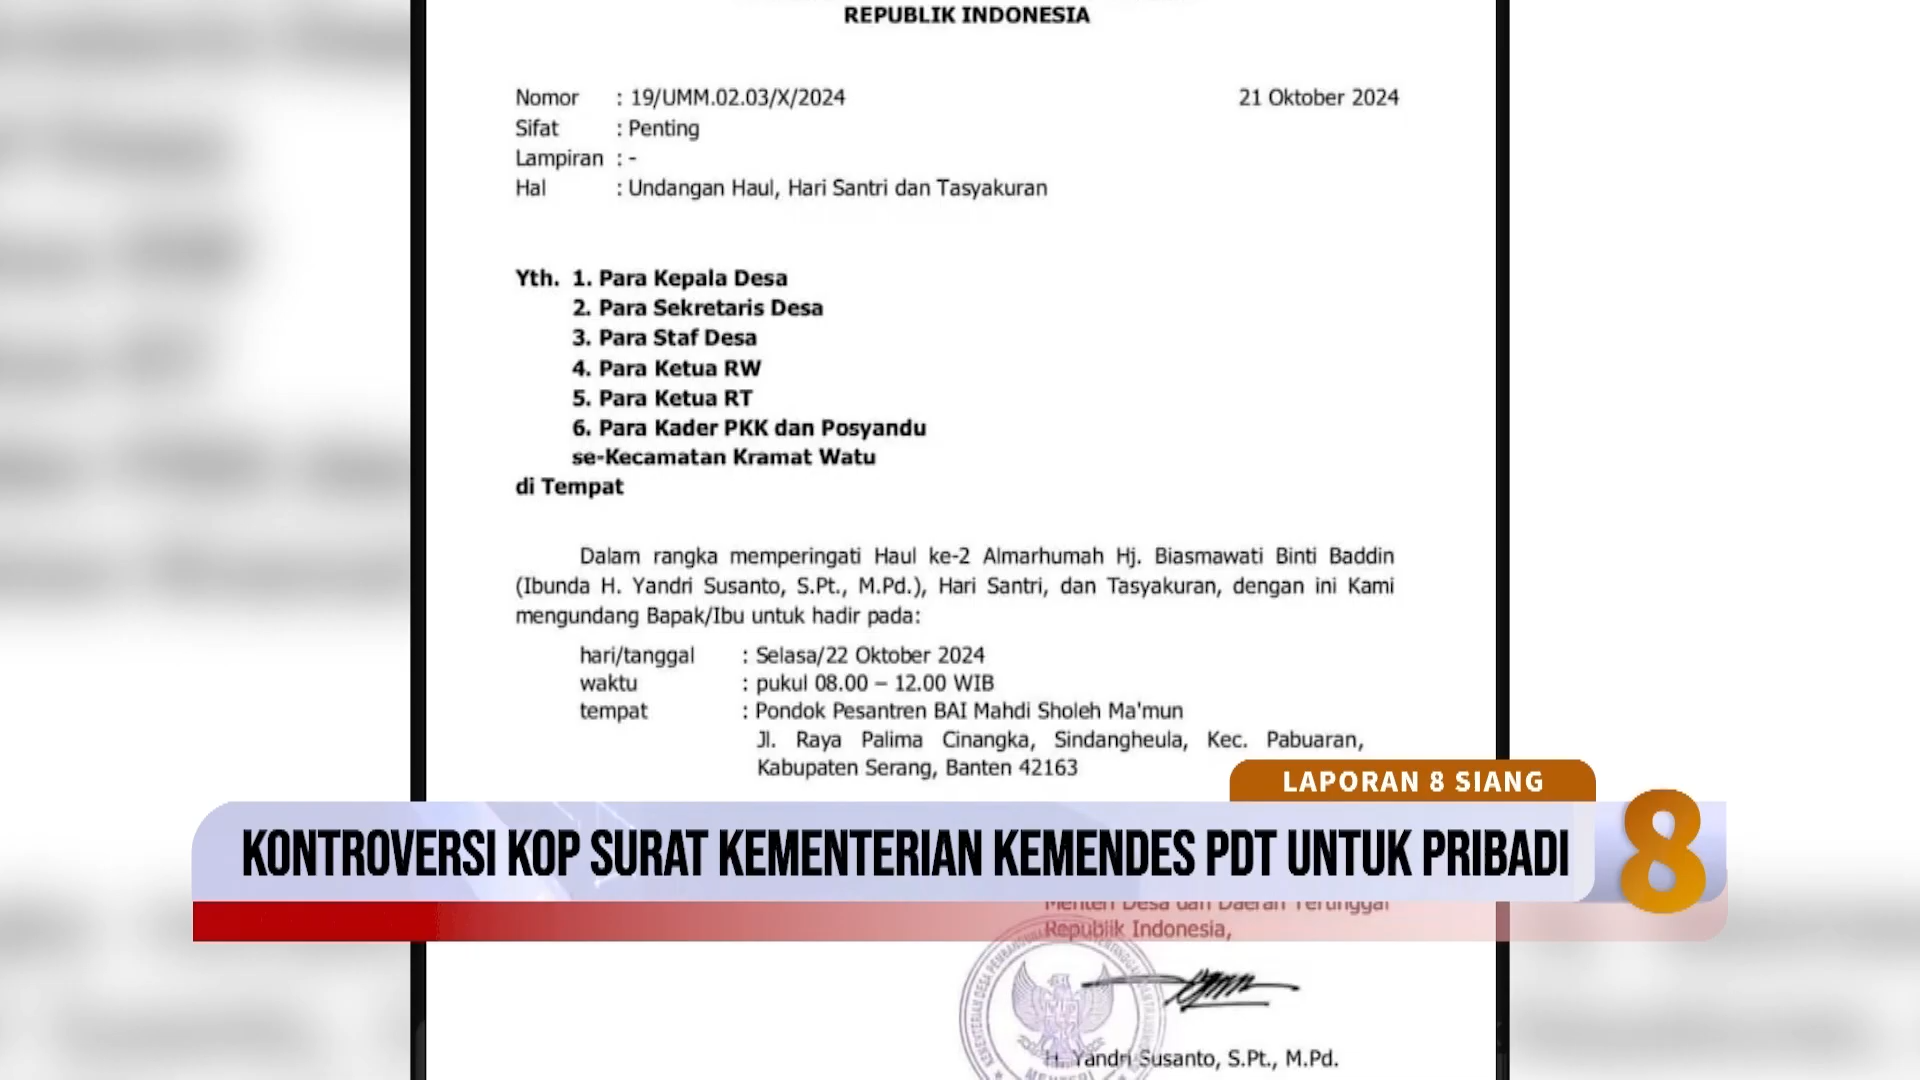 REPUBLIK INDONESIA
Nomor : 19/UMM.02.03/X/2024 21 Oktober 2024
Sifat : Penting
Lampiran : -
Hal : Undangan Haul, Hari Santri dan Tasyakuran
Yth. 1. Para Kepala Desa
2. Para Sekretaris Desa
3. Para Staf Desa
4. Para Ketua RW
5. Para Ketua RT
6. Para Kader PKK dan Posyandu
se-Kecamatan Kramat Watu
di Tempat
Dalam rangka memperingati Haul ke-2 Almarhumah Hj. Biasmawati Binti Baddin
(Ibunda H. Yandri Susanto, S.Pt., M.Pd.), Hari Santri, dan Tasyakuran, dengan ini Kami
mengundang Bapak/Ibu untuk hadir pada:
hari/tanggal : Selasa/22 Oktober 2024
waktu : pukul 08.00 – 12.00 WIB
tempat : Pondok Pesantren BAI Mahdi Sholeh Ma'mun
Jl. Raya Palima Cinangka, Sindangheula, Kec. Pabuaran,
Kabupaten Serang, Banten 42163
LAPORAN 8 SIANG
KONTROVERSI KOP SURAT KEMENTERIAN KEMENDES PDT UNTUK PRIBADI
8
Menteri Desa dan Daerah Tertinggal
Republik Indonesia,
H. Yandri Susanto, S.Pt., M.Pd.
MENTERI